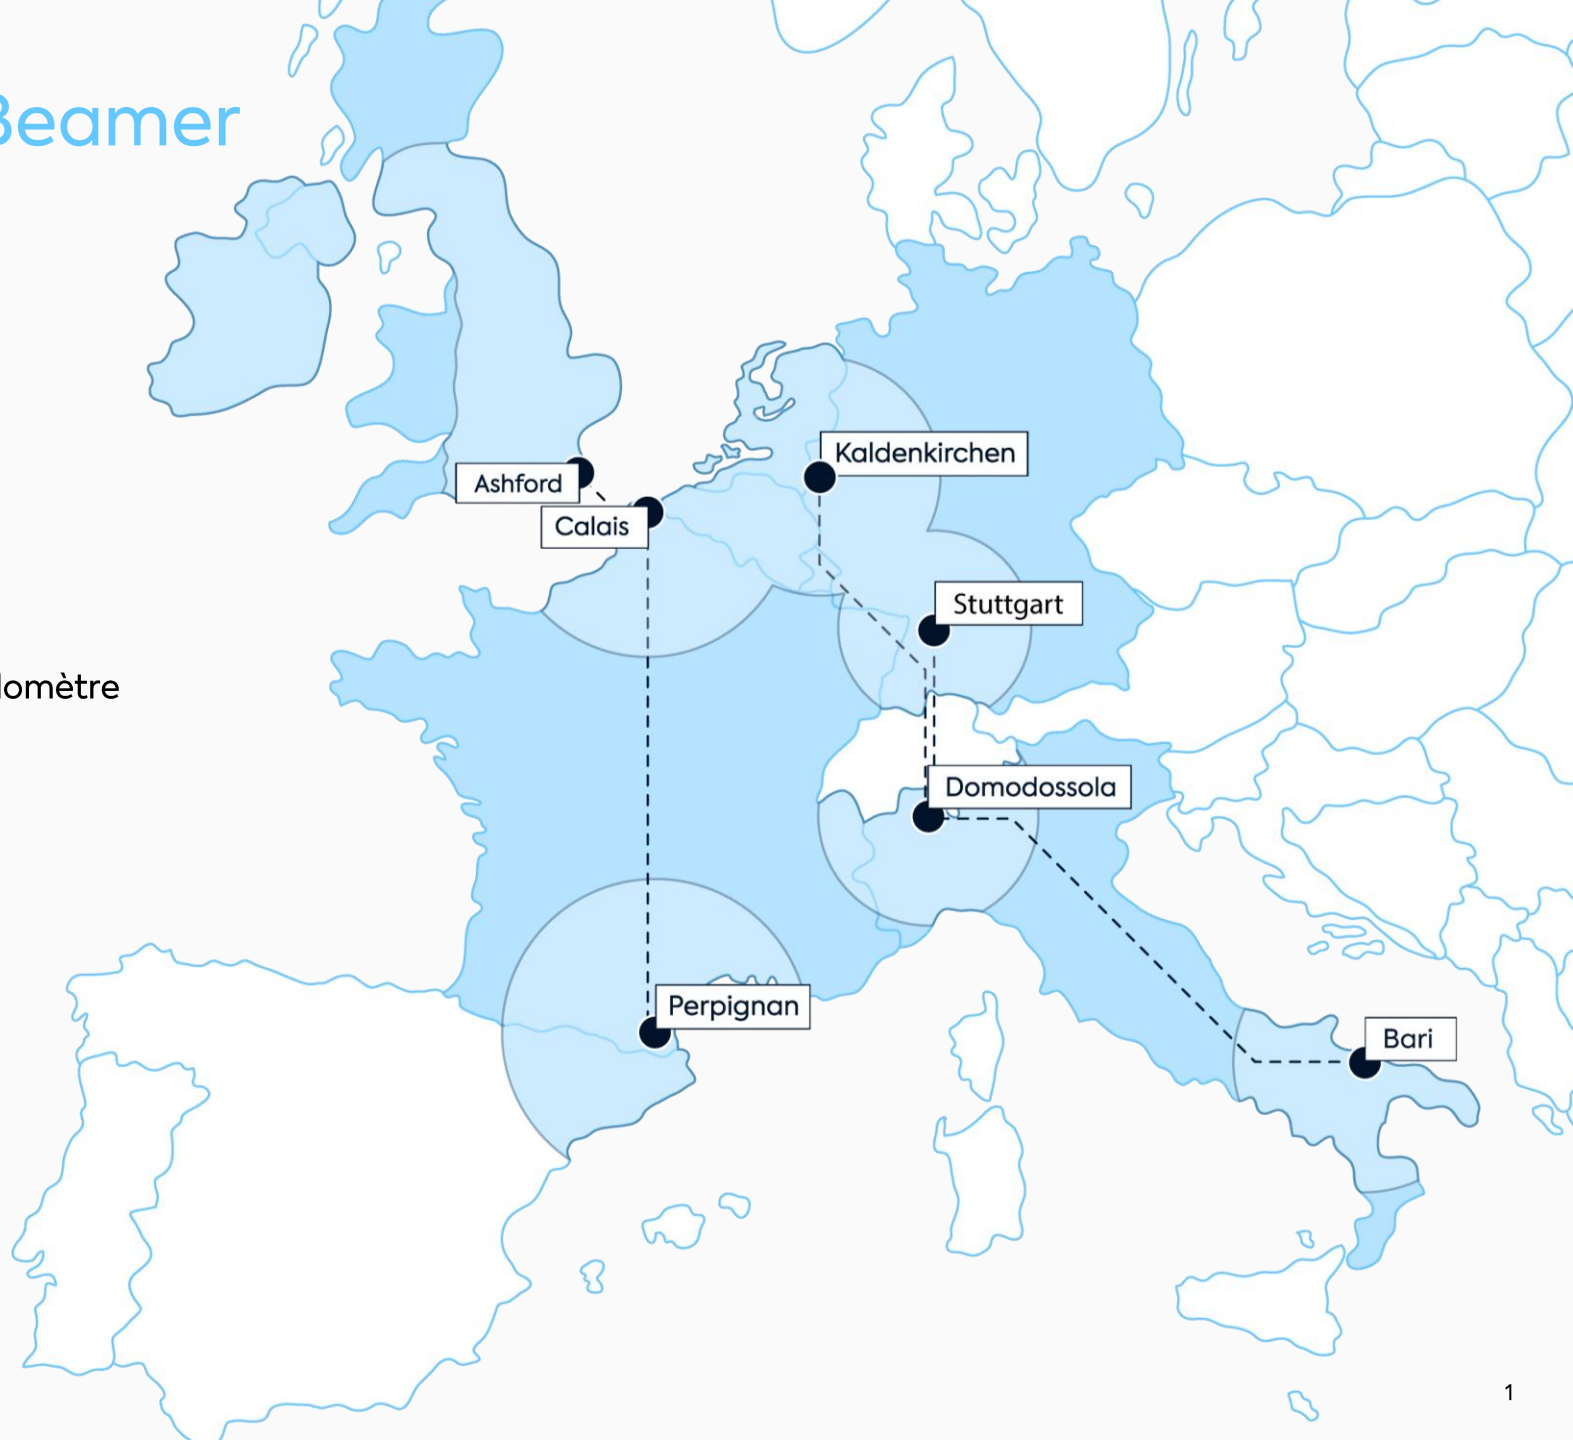 Beamer
Kaldenkirchen
Ashford
Calais
Stuttgart
lomètre
Domodossola
Perpignan
Bari
1